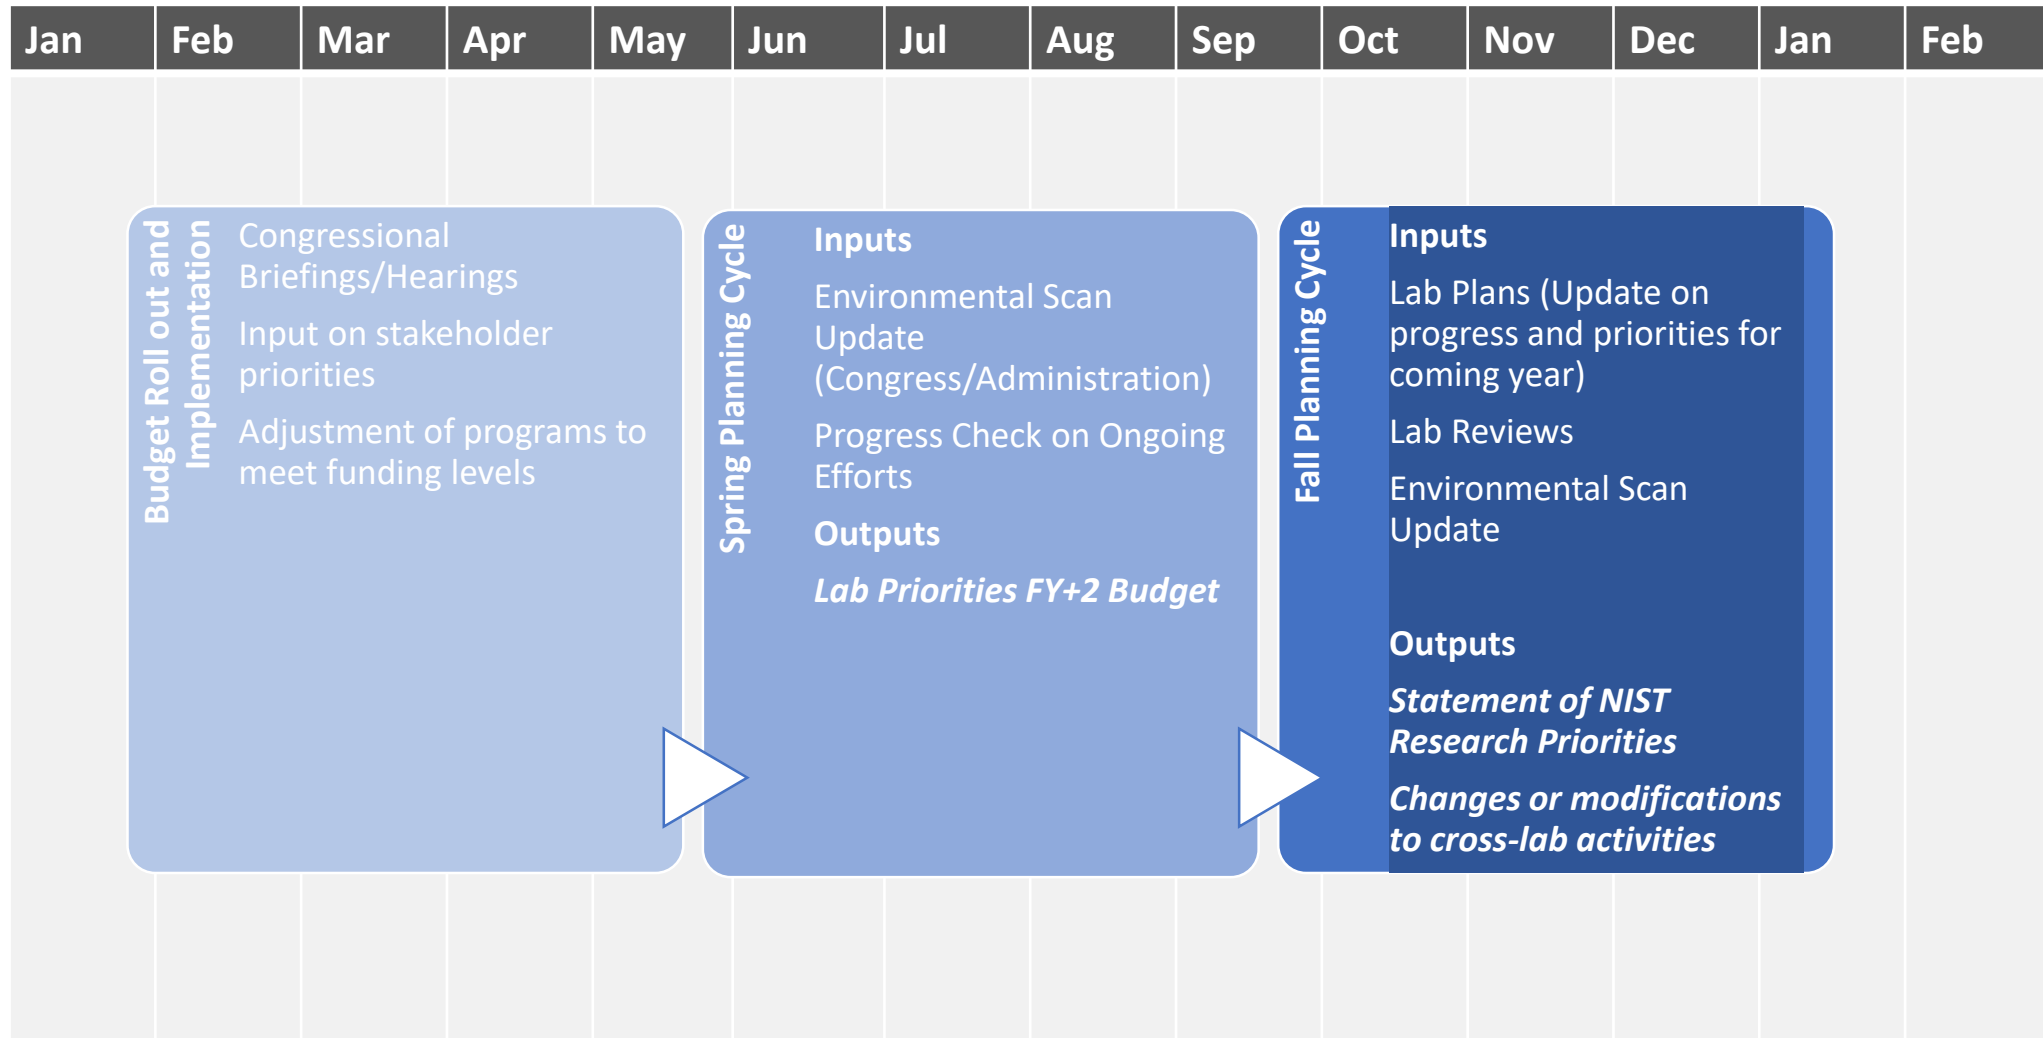 Jan Feb Mar Apr May Jun Jul Aug Sep Oct Nov Dec Jan Feb
Budget Roll out and
Implementation
Congressional
Briefings/Hearings
Input on stakeholder
priorities
Adjustment of programs to
meet funding levels
Spring Planning Cycle
Inputs
Environmental Scan
Update
(Congress/Administration)
Progress Check on Ongoing
Efforts
Outputs
Lab Priorities FY+2 Budget
Fall Planning Cycle
Inputs
Lab Plans (Update on
progress and priorities for
coming year)
Lab Reviews
Environmental Scan
Update
Outputs
Statement of NIST
Research Priorities
Changes or modifications
to cross-lab activities